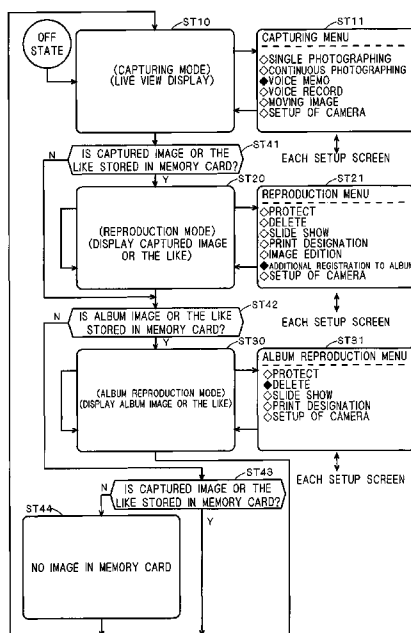 ST10
OFF
STATE
(CAPTURING MODE)
(LIVE VIEW DISPLAY)
ST11
CAPTURING MENU
◇SINGLE PHOTOGRAPHING
◇CONTINUOUS PHOTOGRAPHING
◆VOICE MEMO
◇VOICE RECORD
◇MOVING IMAGE
◇SETUP OF CAMERA
EACH SETUP SCREEN
ST41
N
IS CAPTURED IMAGE OR THE
LIKE STORED IN MEMORY CARD?
Y
ST20
(REPRODUCTION MODE)
(DISPLAY CAPTURED IMAGE
OR THE LIKE)
ST21
REPRODUCTION MENU
◇PROTECT
◇DELETE
◇SLIDE SHOW
◇PRINT DESIGNATION
◇IMAGE EDITION
◆ADDITIONAL REGISTRATION TO ALBUM
◇SETUP OF CAMERA
EACH SETUP SCREEN
ST42
N
IS ALBUM IMAGE OR THE LIKE
STORED IN MEMORY CARD?
Y
ST30
(ALBUM REPRODUCTION MODE)
(DISPLAY ALBUM IMAGE OR THE LIKE)
ST31
ALBUM REPRODUCTION MENU
◇PROTECT
◆DELETE
◇SLIDE SHOW
◇PRINT DESIGNATION
◇SETUP OF CAMERA
EACH SETUP SCREEN
ST43
N
IS CAPTURED IMAGE OR THE
LIKE STORED IN MEMORY CARD?
Y
ST44
NO IMAGE IN MEMORY CARD